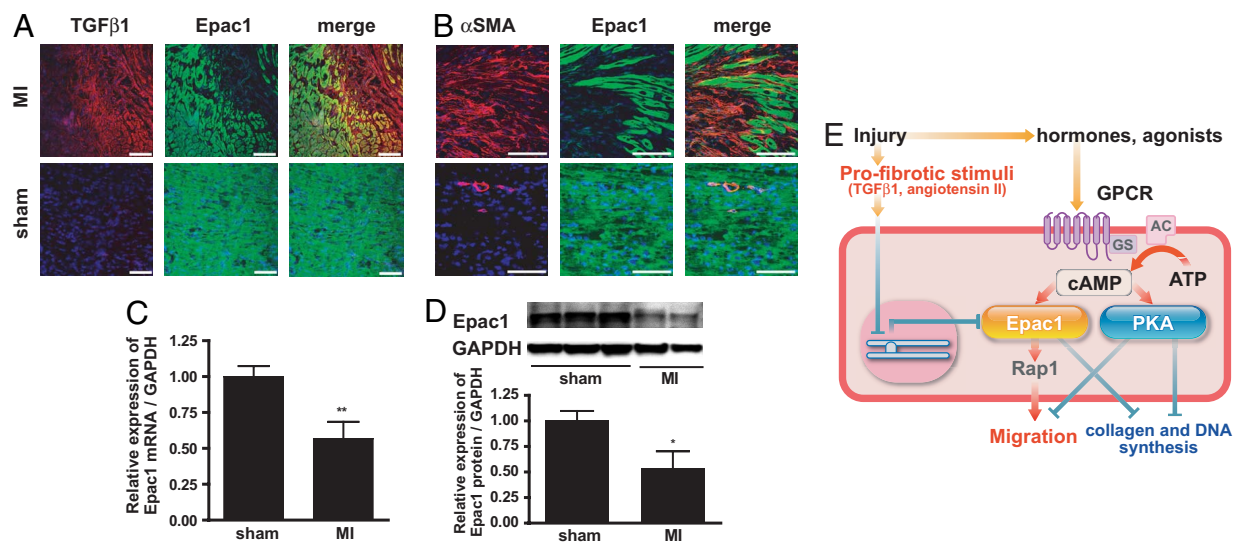 A
TGFβ1
Epac1
merge
MI
sham
B
αSMA
Epac1
merge
C
Relative expression of
Epac1 mRNA / GAPDH
1.25
1.00
0.75
0.50
0.25
0.00
**
sham
MI
D
Epac1
GAPDH
sham
MI
Relative expression of
Epac1 protein / GAPDH
1.25
1.00
0.75
0.50
0.25
0.00
*
sham
MI
E
Injury
hormones, agonists
Pro-fibrotic stimuli
(TGFβ1, angiotensin II)
GPCR
GS
AC
cAMP
ATP
Epac1
PKA
Rap1
Migration
collagen and DNA
synthesis